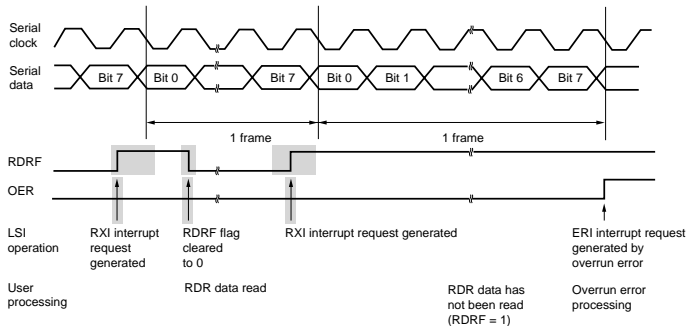 Serial
clock
Serial
data
Bit 7
Bit 0
Bit 7
Bit 0
Bit 1
Bit 6
Bit 7
1 frame
1 frame
RDRF
OER
LSI
operation
RXI interrupt
request
generated
RDRF flag
cleared
to 0
RXI interrupt request generated
ERI interrupt request
generated by
overrun error
User
processing
RDR data read
RDR data has
not been read
(RDRF = 1)
Overrun error
processing